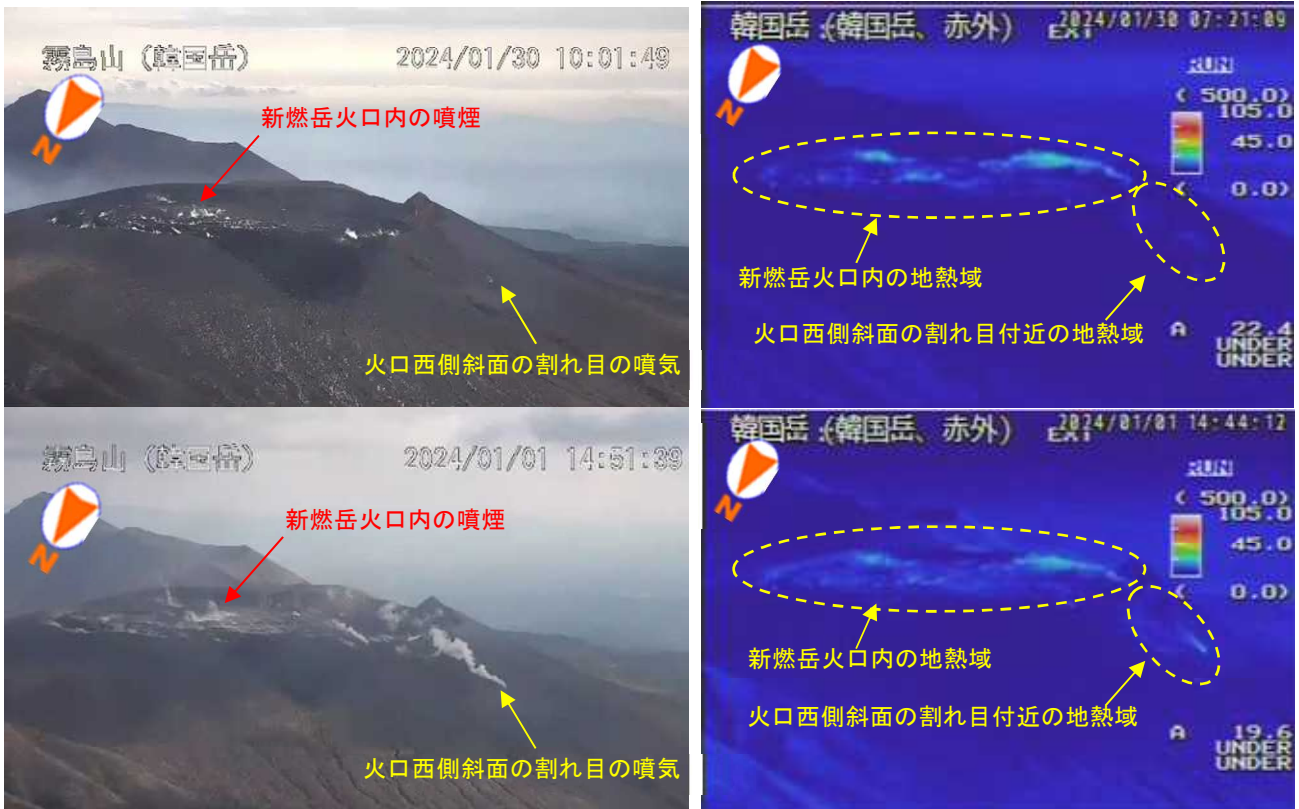 霧島山（韓国岳） 2024/01/30 10:01:49
N
新燃岳火口内の噴煙
火口西側斜面の割れ目の噴気
韓国岳:(韓国岳、赤外) EXT 2024/01/30 07:21:09
N
RUN
( 500.0)
105.0
45.0
( 0.0)
新燃岳火口内の地熱域
火口西側斜面の割れ目付近の地熱域
A 22.4
UNDER
UNDER
霧島山（韓国岳） 2024/01/01 14:51:39
N
新燃岳火口内の噴煙
火口西側斜面の割れ目の噴気
韓国岳:(韓国岳、赤外) EXT 2024/01/01 14:44:12
N
RUN
( 500.0)
105.0
45.0
( 0.0)
新燃岳火口内の地熱域
火口西側斜面の割れ目付近の地熱域
A 19.6
UNDER
UNDER